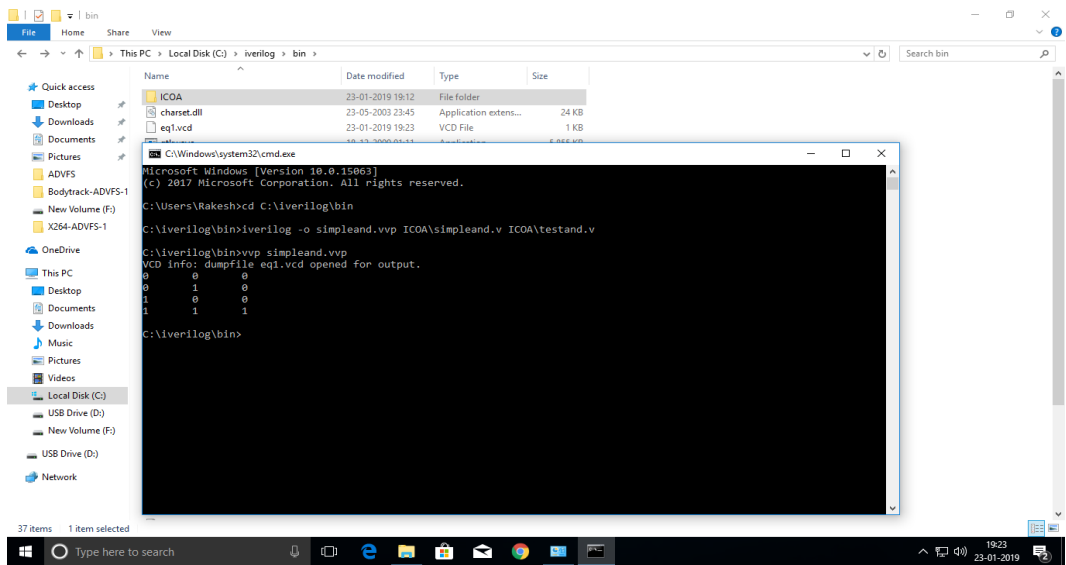 bin
File Home Share View
This PC > Local Disk (C:) > iverilog > bin >
Search bin
Name Date modified Type Size
ICOA 23-01-2019 19:12 File folder
charset.dll 23-05-2003 23:45 Application extens... 24 KB
eq1.vcd 23-01-2019 19:23 VCD File 1 KB
Quick access
Desktop
Downloads
Documents
Pictures
ADVFS
Bodytrack-ADVFS-1
New Volume (F:)
X264-ADVFS-1
OneDrive
This PC
Desktop
Documents
Downloads
Music
Pictures
Videos
Local Disk (C:)
USB Drive (D:)
New Volume (F:)
USB Drive (D:)
Network
C:\Windows\system32\cmd.exe
Microsoft Windows [Version 10.0.15063]
(c) 2017 Microsoft Corporation. All rights reserved.
C:\Users\Rakesh>cd C:\iverilog\bin
C:\iverilog\bin>iverilog -o simpleand.vvp ICOA\simpleand.v ICOA\testand.v
C:\iverilog\bin>vvp simpleand.vvp
VCD info: dumpfile eq1.vcd opened for output.
0 0 0
0 1 0
1 0 0
1 1 1
C:\iverilog\bin>
37 items 1 item selected
Type here to search
19:23
23-01-2019
2